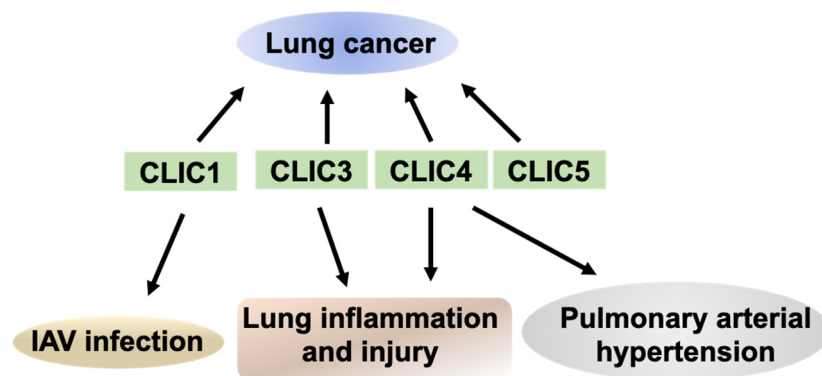 Lung cancer
CLIC1
CLIC3
CLIC4
CLIC5
IAV infection
Lung inflammation
and injury
Pulmonary arterial
hypertension